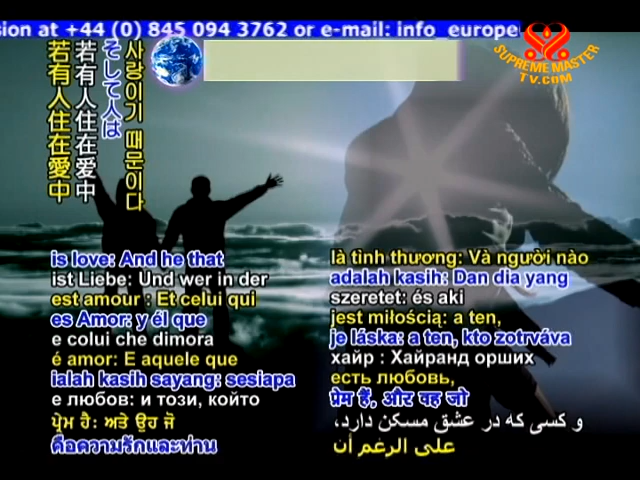 sion at +44 (0) 845 094 3762 or e-mail: info_europe
SUPREME MASTER
TV.COM
사랑이기 때문이다
そして人は
若有人住在爱中
若有人住在愛中
is love: And he that
ist Liebe: Und wer in der
est amour : Et celui qui
es Amor: y él que
e colui che dimora
é amor: E aquele que
ialah kasih sayang: sesiapa
е любов: и този, който
ਪ੍ਰੇਮ ਹੈ: ਅਤੇ ਉਹ ਜੋ
คือความรักและท่าน
là tình thương: Và người nào
adalah kasih: Dan dia yang
szeretet: és aki
jest miłością: a ten,
je láska: a ten, kto zotrváva
хайр : Хайранд орших
есть любовь,
प्रेम हैं, और वह जो
و کسی که در عشق مسکن دارد،
على الرغم أن